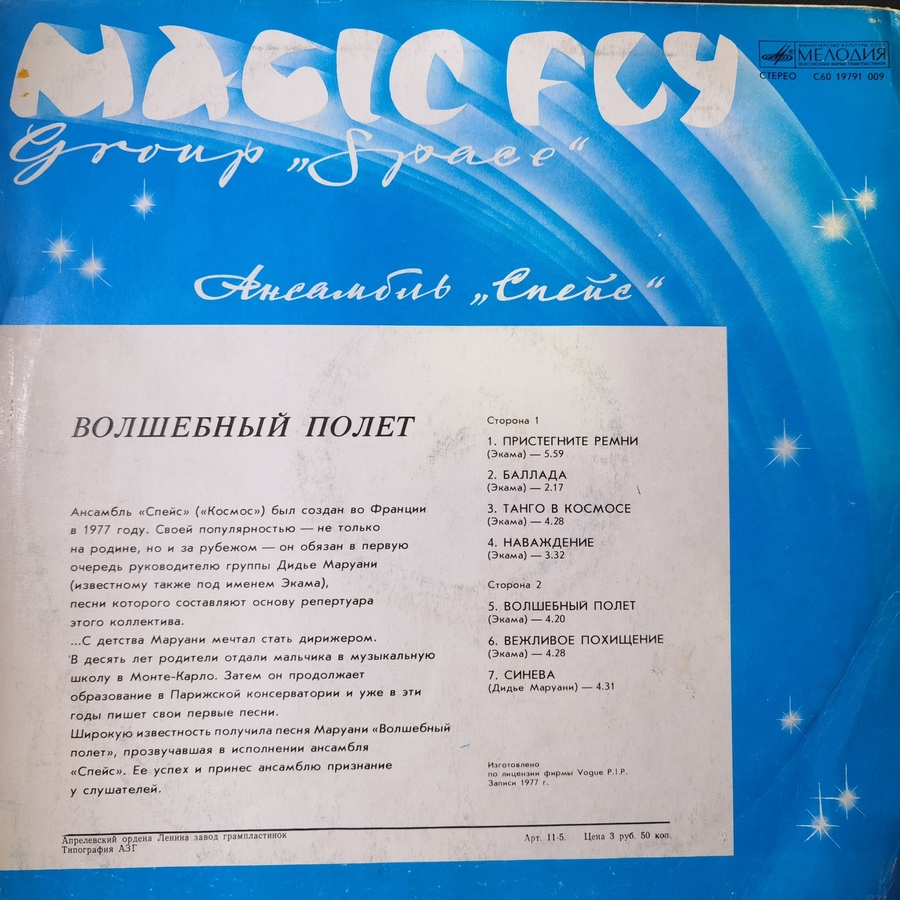 MAGIC FLY
МИНИСТЕРСТВО КУЛЬТУРЫ СССР
МЕЛОДИЯ
ВСЕСОЮЗНАЯ ФИРМА ГРАМПЛАСТИНОК
СТЕРЕО С60 19791 009
Group „Space“
Ансамбль „Спейс“
ВОЛШЕБНЫЙ ПОЛЕТ
Ансамбль «Спейс» («Космос») был создан во Франции
в 1977 году. Своей популярностью — не только
на родине, но и за рубежом — он обязан в первую
очередь руководителю группы Дидье Маруани
(известному также под именем Экама),
песни которого составляют основу репертуара
этого коллектива.
...С детства Маруани мечтал стать дирижером.
В десять лет родители отдали мальчика в музыкальную
школу в Монте-Карло. Затем он продолжает
образование в Парижской консерватории и уже в эти
годы пишет свои первые песни.
Широкую известность получила песня Маруани «Волшебный
полет», прозвучавшая в исполнении ансамбля
«Спейс». Ее успех и принес ансамблю признание
у слушателей.
Сторона 1
1. ПРИСТЕГНИТЕ РЕМНИ
(Экама) — 5.59
2. БАЛЛАДА
(Экама) — 2.17
3. ТАНГО В КОСМОСЕ
(Экама) — 4.28
4. НАВАЖДЕНИЕ
(Экама) — 3.32
Сторона 2
5. ВОЛШЕБНЫЙ ПОЛЕТ
(Экама) — 4.20
6. ВЕЖЛИВОЕ ПОХИЩЕНИЕ
(Экама) — 4.28
7. СИНЕВА
(Дидье Маруани) — 4.31
Изготовлено
по лицензии фирмы Vogue P.I.P.
Записи 1977 г.
Апрелевский ордена Ленина завод грампластинок
Типография АЗГ
Арт. 11-5. Цена 3 руб. 50 коп.